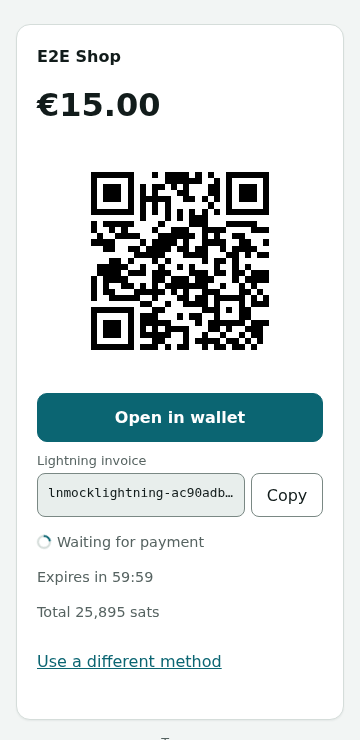 E2E Shop
€15.00
Open in wallet
Lightning invoice
lnmocklightning-ac90adb…
Copy
Waiting for payment
Expires in 59:59
Total 25,895 sats
Use a different method